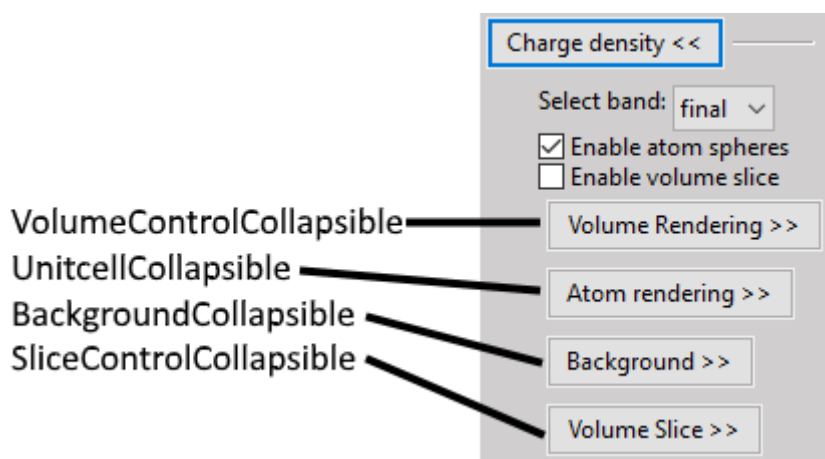 Charge density <<
Select band: final
Enable atom spheres
Enable volume slice
VolumeControlCollapsible Volume Rendering >>
UnitcellCollapsible Atom rendering >>
BackgroundCollapsible Background >>
SliceControlCollapsible Volume Slice >>